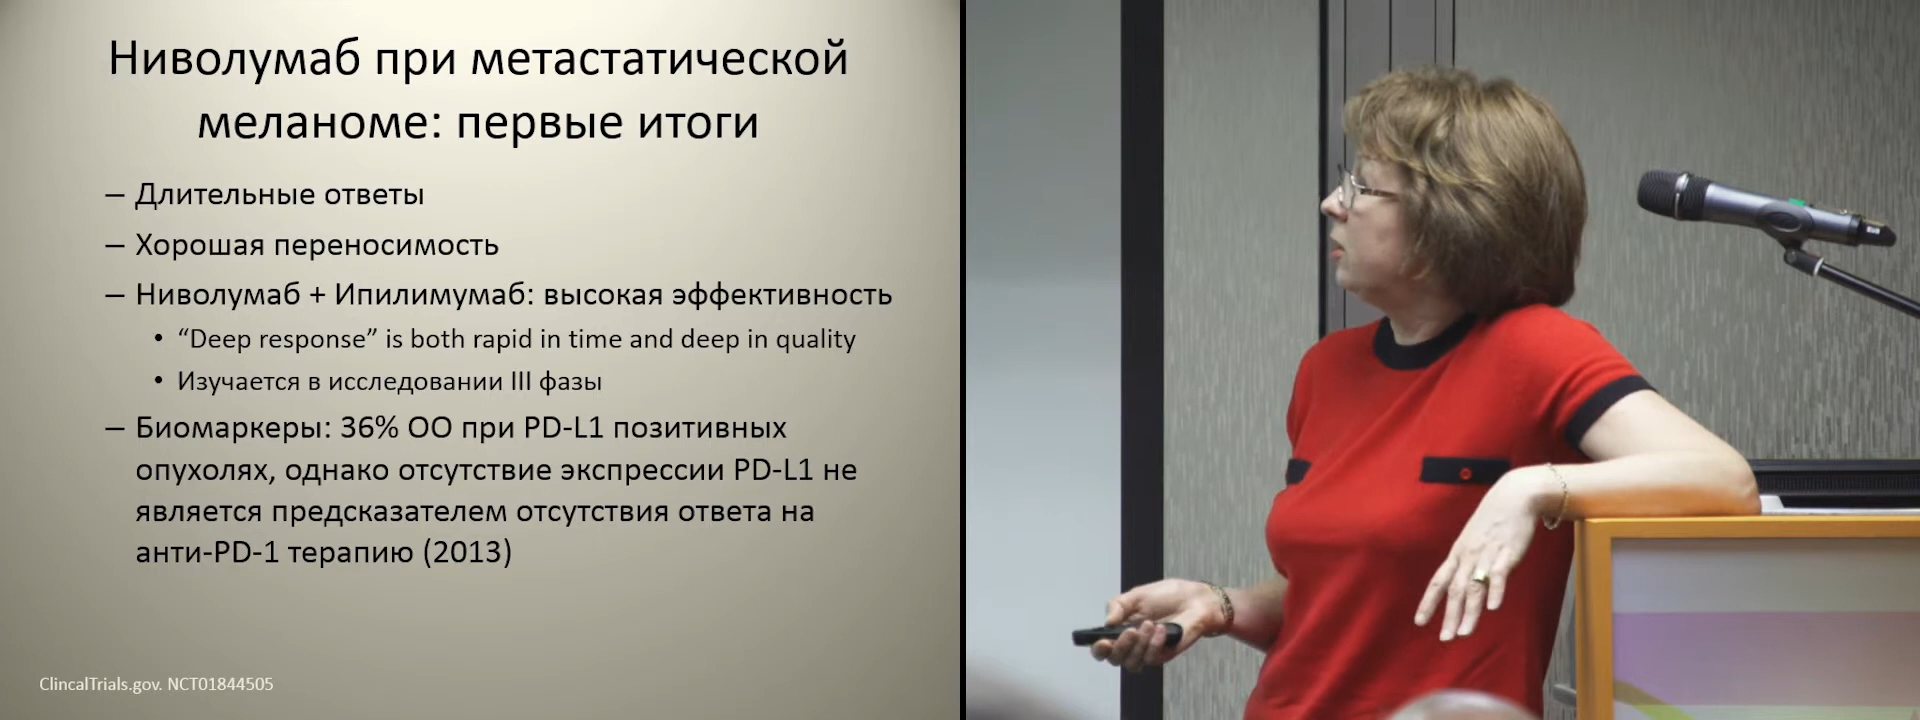 Ниволумаб при метастатической
меланоме: первые итоги
– Длительные ответы
– Хорошая переносимость
– Ниволумаб + Ипилимумаб: высокая эффективность
• “Deep response” is both rapid in time and deep in quality
• Изучается в исследовании III фазы
– Биомаркеры: 36% ОО при PD-L1 позитивных
опухолях, однако отсутствие экспрессии PD-L1 не
является предсказателем отсутствия ответа на
анти-PD-1 терапию (2013)
ClincalTrials.gov. NCT01844505